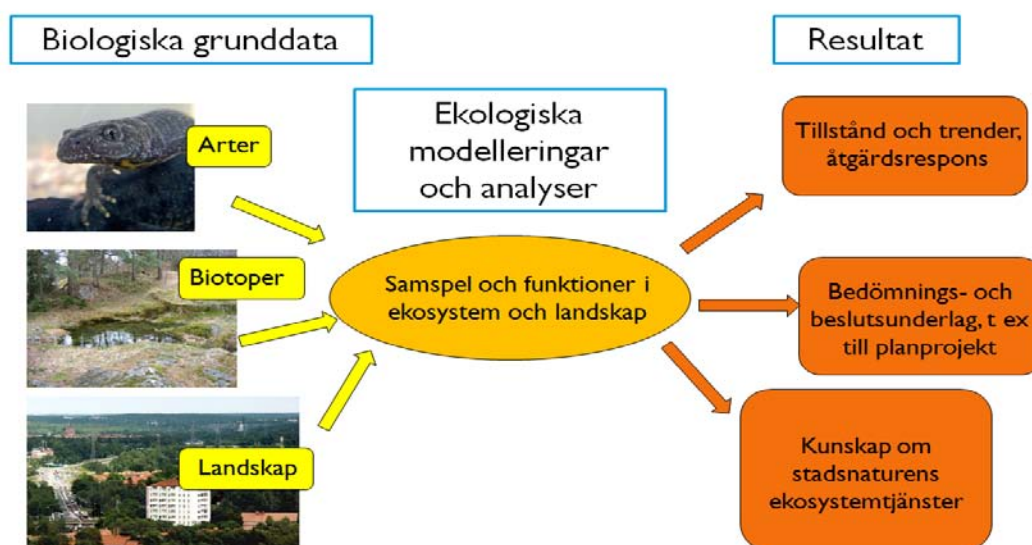 Biologiska grunddata
Resultat
Ekologiska
modelleringar
och analyser
Arter
Biotoper
Landskap
Samspel och funktioner i
ekosystem och landskap
Tillstånd och trender,
åtgärdsrespons
Bedömnings- och
beslutsunderlag, t ex
till planprojekt
Kunskap om
stadsnaturens
ekosystemtjänster